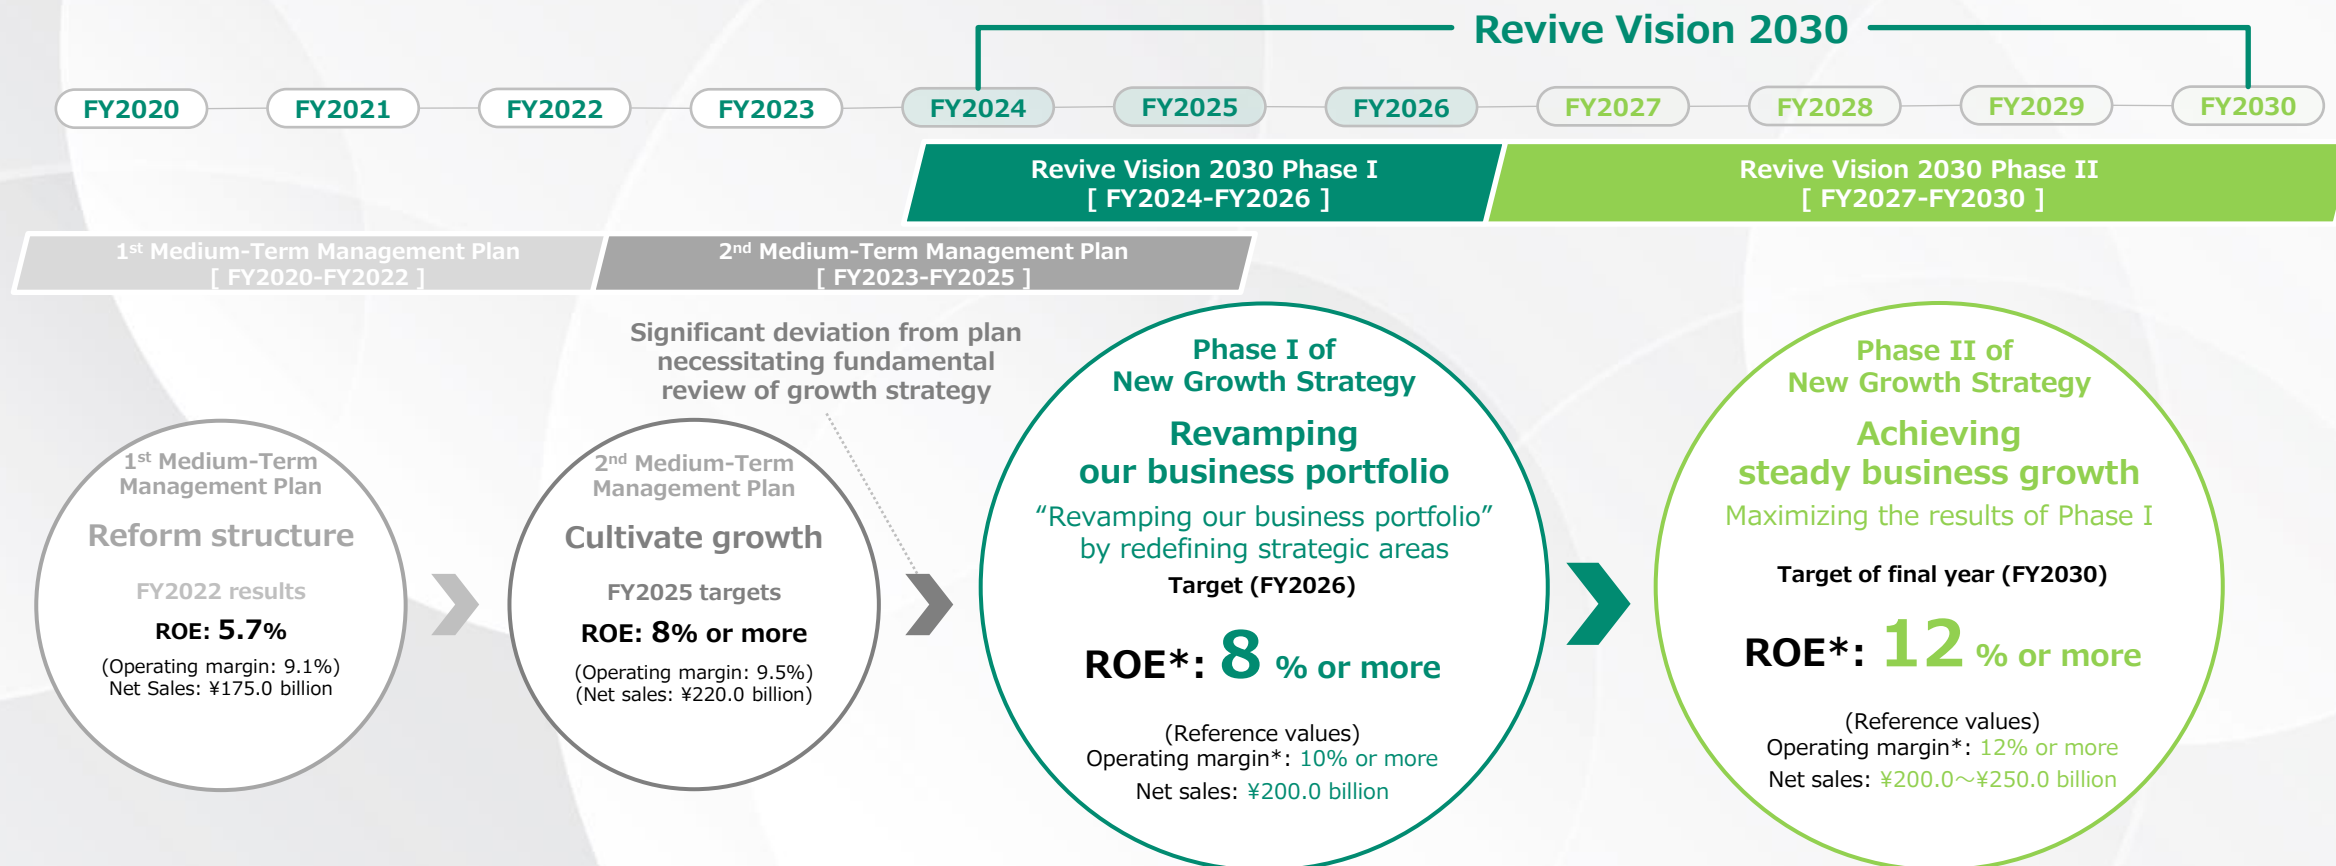 Revive Vision 2030
FY2020
FY2021
FY2022
FY2023
FY2024
FY2025
FY2026
FY2027
FY2028
FY2029
FY2030
Revive Vision 2030 Phase I
[ FY2024-FY2026 ]
Revive Vision 2030 Phase II
[ FY2027-FY2030 ]
1st Medium-Term Management Plan
[ FY2020-FY2022 ]
2nd Medium-Term Management Plan
[ FY2023-FY2025 ]
Significant deviation from plan
necessitating fundamental
review of growth strategy
1st Medium-Term
Management Plan
Reform structure
FY2022 results
ROE: 5.7%
(Operating margin: 9.1%)
Net Sales: ¥175.0 billion
2nd Medium-Term
Management Plan
Cultivate growth
FY2025 targets
ROE: 8% or more
(Operating margin: 9.5%)
(Net sales: ¥220.0 billion)
Phase I of
New Growth Strategy
Revamping
our business portfolio
“Revamping our business portfolio”
by redefining strategic areas
Target (FY2026)
ROE*: 8 % or more
(Reference values)
Operating margin*: 10% or more
Net sales: ¥200.0 billion
Phase II of
New Growth Strategy
Achieving
steady business growth
Maximizing the results of Phase I
Target of final year (FY2030)
ROE*: 12 % or more
(Reference values)
Operating margin*: 12% or more
Net sales: ¥200.0～¥250.0 billion